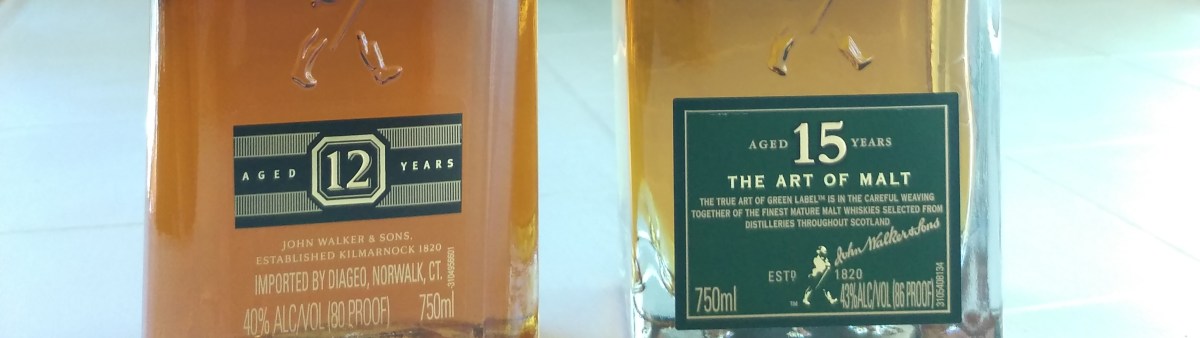 AGED 12 YEARS
JOHN WALKER & SONS,
ESTABLISHED KILMARNOCK 1820
IMPORTED BY DIAGEO, NORWALK, CT.
40% ALC/VOL (80 PROOF) 750ml
AGED 15 YEARS
THE ART OF MALT
THE TRUE ART OF GREEN LABEL™ IS IN THE CAREFUL WEAVING
TOGETHER OF THE FINEST MATURE MALT WHISKIES SELECTED FROM
DISTILLERIES THROUGHOUT SCOTLAND
John Walker & Sons
ESTD 1820
750ml ™ 43% ALC/VOL (86 PROOF)
3105408134